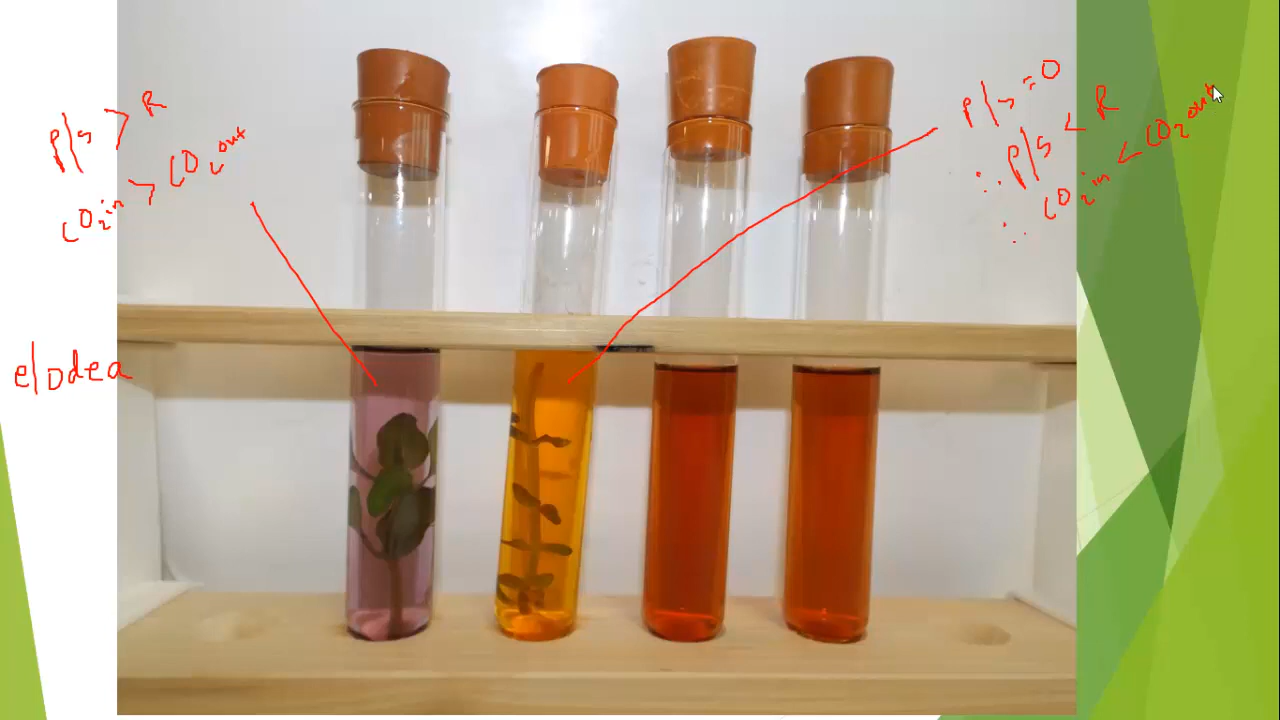 P/s > R
CO2in > CO2out
elodea
P/s = 0
∴ P/s < R
∴ CO2in < CO2out